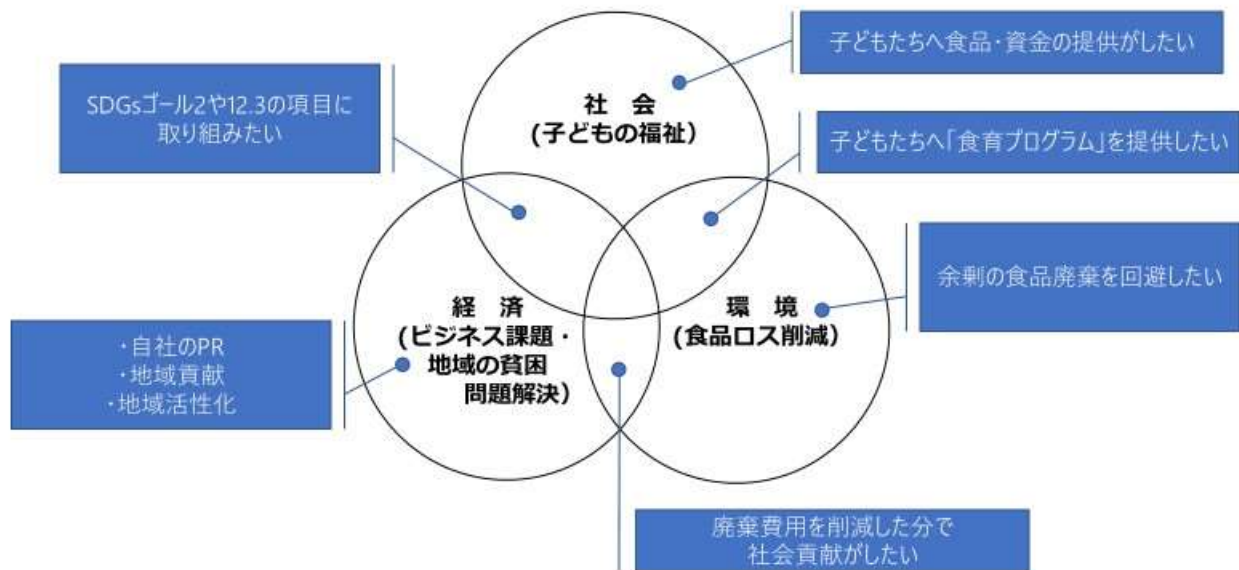 子どもたちへ食品・資金の提供がしたい
SDGsゴール2や12.3の項目に
取り組みたい
社　会
(子どもの福祉)
子どもたちへ「食育プログラム」を提供したい
余剰の食品廃棄を回避したい
経　済
(ビジネス課題・
地域の貧困
問題解決)
環　境
(食品ロス削減)
・自社のPR
・地域貢献
・地域活性化
廃棄費用を削減した分で
社会貢献がしたい